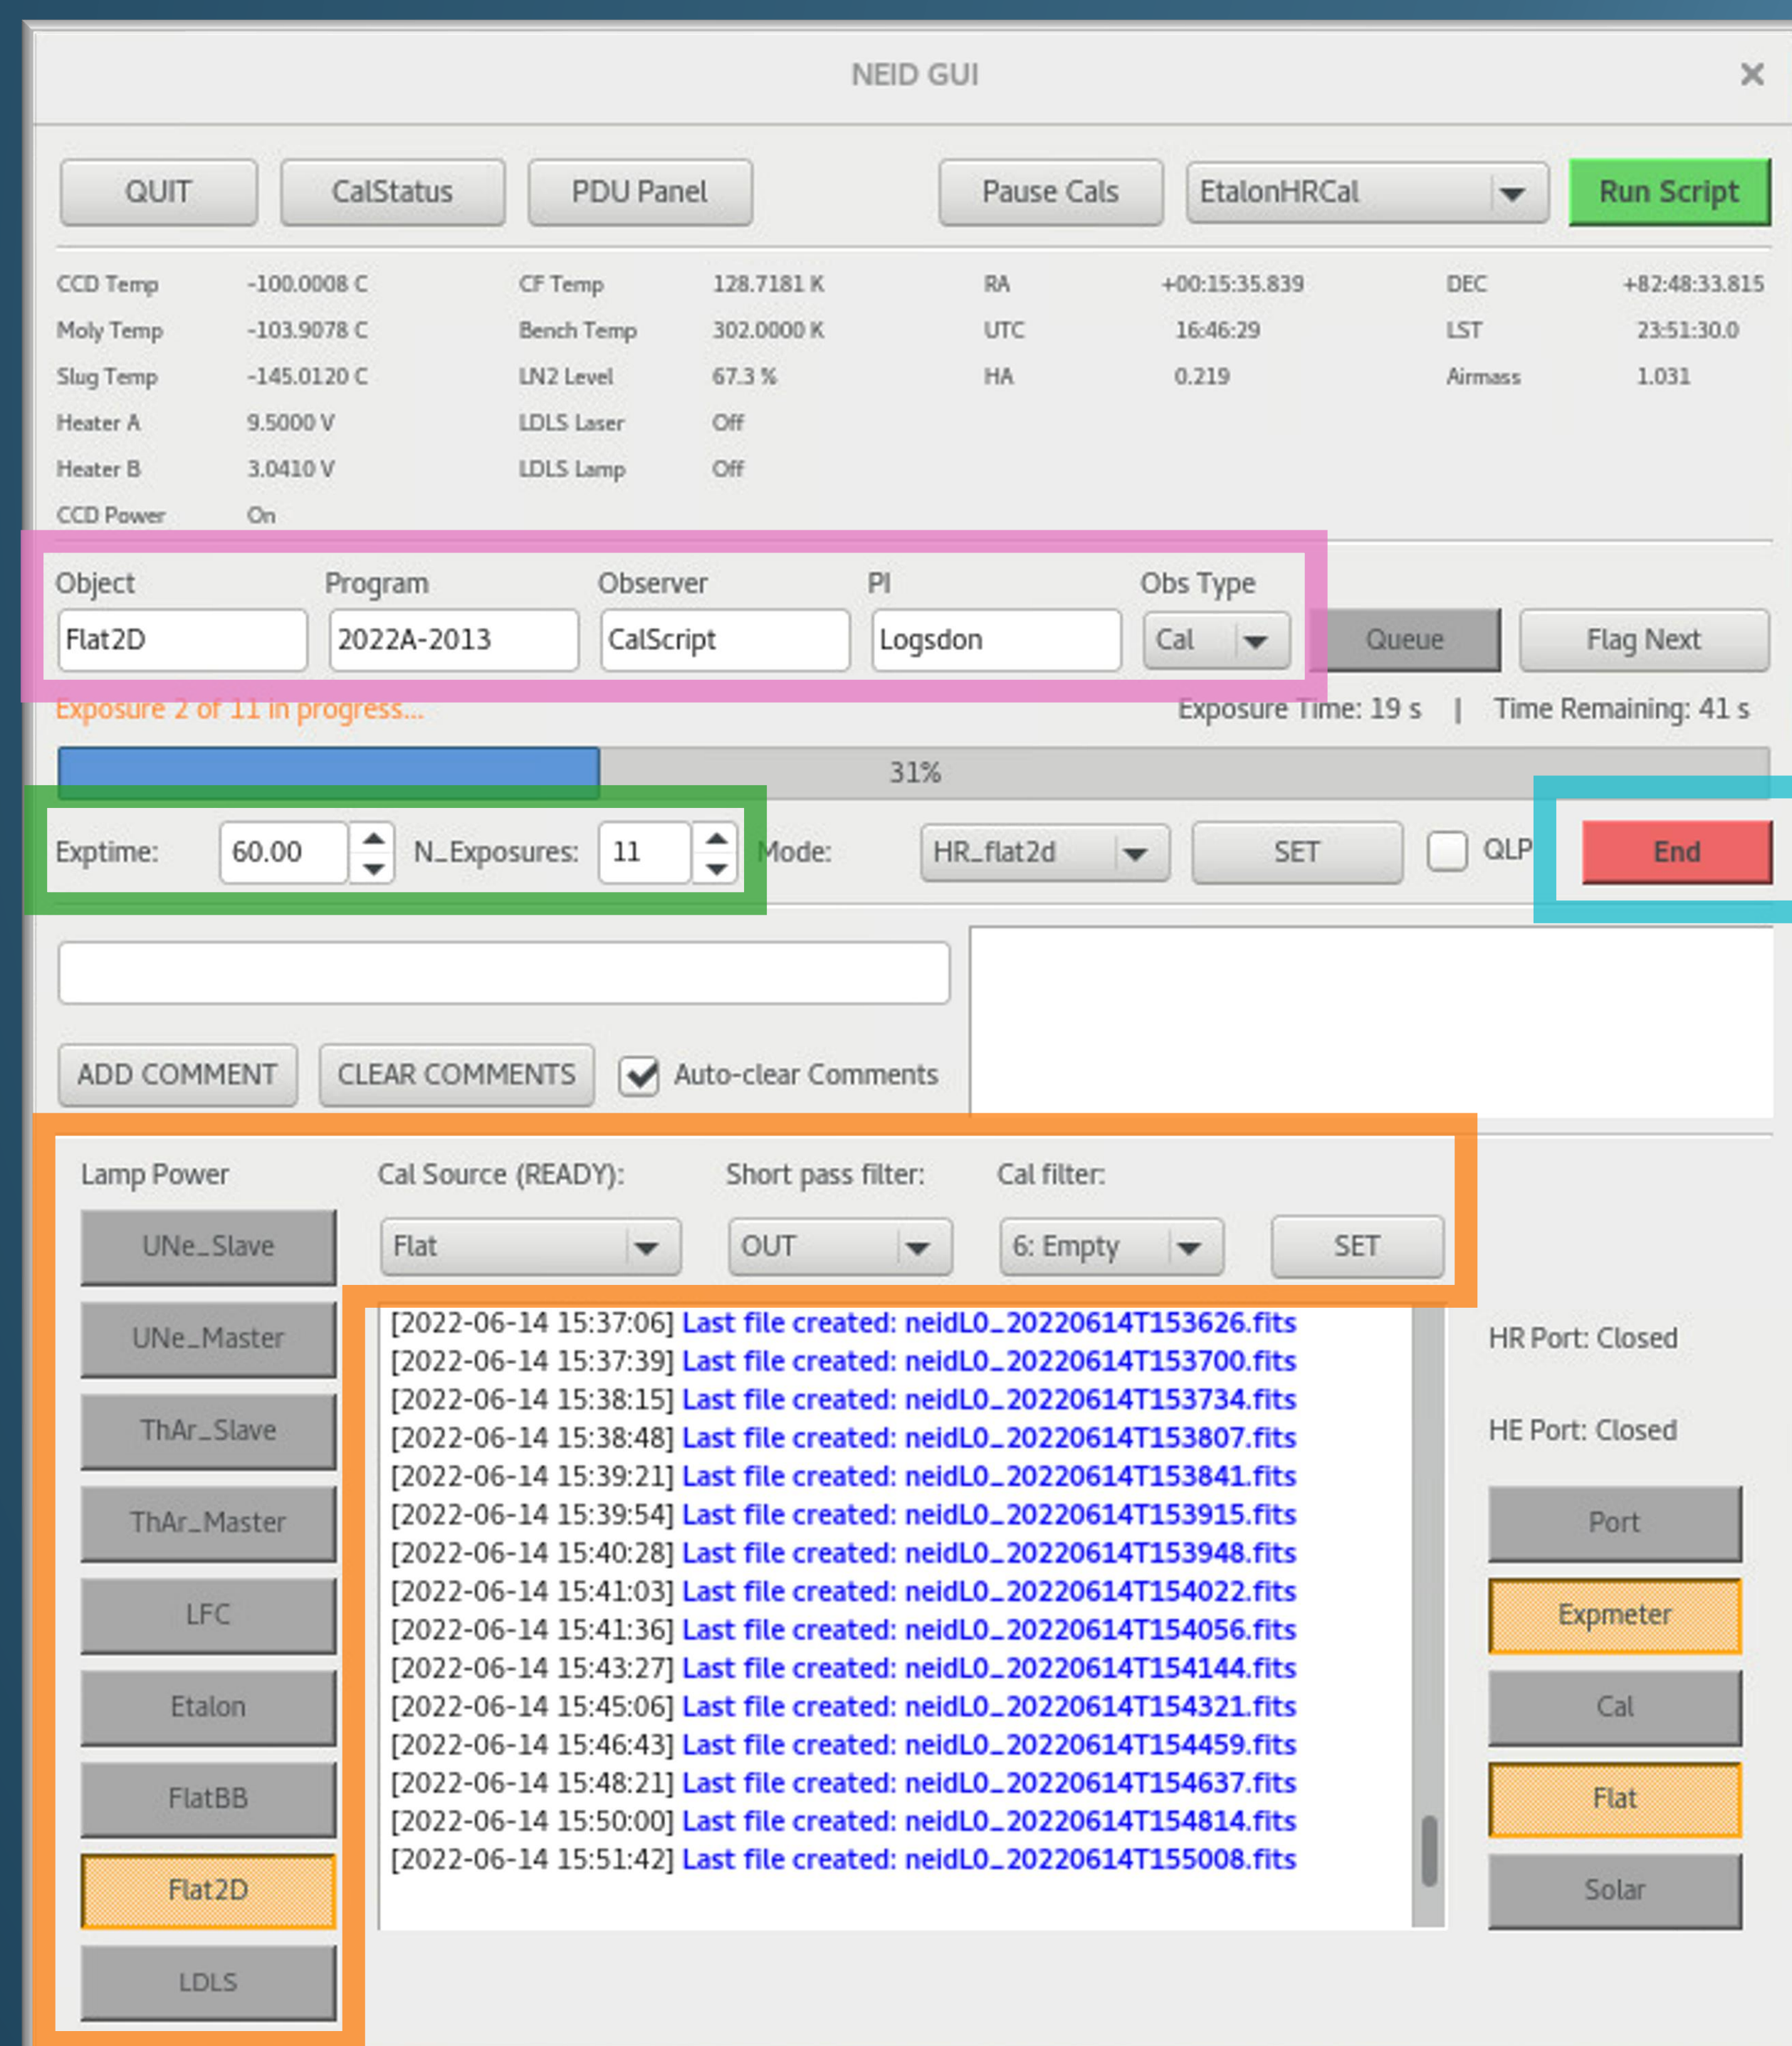 NEID GUI ×
QUIT CalStatus PDU Panel Pause Cals EtalonHRCal Run Script
CCD Temp -100.0008 C CF Temp 128.7181 K RA +00:15:35.839 DEC +82:48:33.815
Moly Temp -103.9078 C Bench Temp 302.0000 K UTC 16:46:29 LST 23:51:30.0
Slug Temp -145.0120 C LN2 Level 67.3 % HA 0.219 Airmass 1.031
Heater A 9.5000 V LDLS Laser Off
Heater B 3.0410 V LDLS Lamp Off
CCD Power On
Object Program Observer PI Obs Type
Flat2D 2022A-2013 CalScript Logsdon Cal Queue Flag Next
Exposure 2 of 11 in progress... Exposure Time: 19 s | Time Remaining: 41 s
31%
Exptime: 60.00 N_Exposures: 11 Mode: HR_flat2d SET QLP End
ADD COMMENT CLEAR COMMENTS Auto-clear Comments
Lamp Power Cal Source (READY): Short pass filter: Cal filter:
Flat OUT 6: Empty SET
UNe_Slave
UNe_Master
ThAr_Slave
ThAr_Master
LFC
Etalon
FlatBB
Flat2D
LDLS
[2022-06-14 15:37:06] Last file created: neidL0_20220614T153626.fits
[2022-06-14 15:37:39] Last file created: neidL0_20220614T153700.fits
[2022-06-14 15:38:15] Last file created: neidL0_20220614T153734.fits
[2022-06-14 15:38:48] Last file created: neidL0_20220614T153807.fits
[2022-06-14 15:39:21] Last file created: neidL0_20220614T153841.fits
[2022-06-14 15:39:54] Last file created: neidL0_20220614T153915.fits
[2022-06-14 15:40:28] Last file created: neidL0_20220614T153948.fits
[2022-06-14 15:41:03] Last file created: neidL0_20220614T154022.fits
[2022-06-14 15:41:36] Last file created: neidL0_20220614T154056.fits
[2022-06-14 15:43:27] Last file created: neidL0_20220614T154144.fits
[2022-06-14 15:45:06] Last file created: neidL0_20220614T154321.fits
[2022-06-14 15:46:43] Last file created: neidL0_20220614T154459.fits
[2022-06-14 15:48:21] Last file created: neidL0_20220614T154637.fits
[2022-06-14 15:50:00] Last file created: neidL0_20220614T154814.fits
[2022-06-14 15:51:42] Last file created: neidL0_20220614T155008.fits
HR Port: Closed
HE Port: Closed
Port
Expmeter
Cal
Flat
Solar